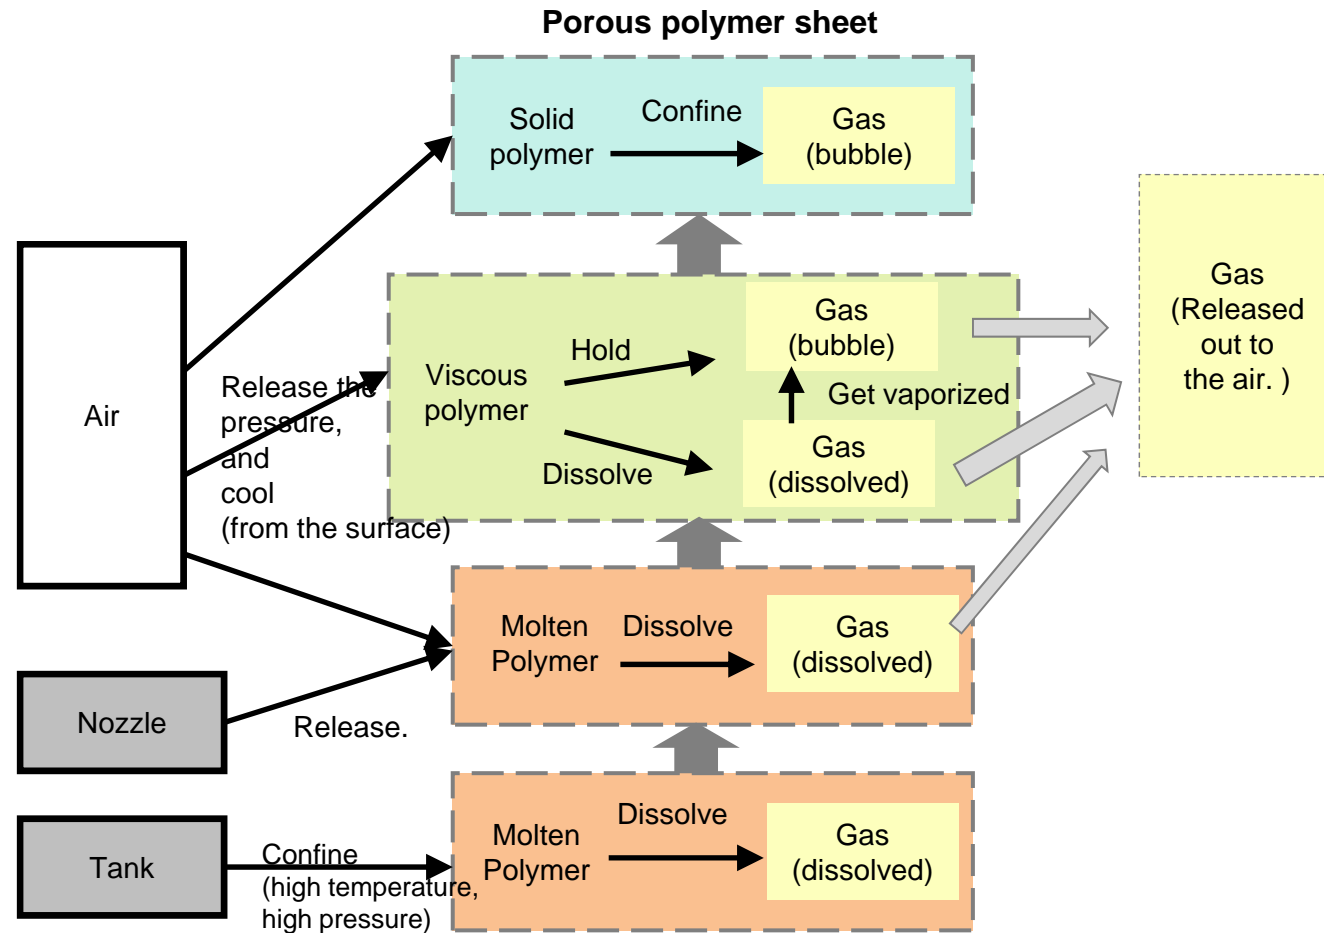 Porous polymer sheet
Solid
polymer
Confine
Gas
(bubble)
Air
Release the
pressure,
and
cool
(from the surface)
Viscous
polymer
Hold
Dissolve
Gas
(bubble)
Get vaporized
Gas
(dissolved)
Gas
(Released
out to
the air. )
Nozzle
Release.
Molten
Polymer
Dissolve
Gas
(dissolved)
Tank
Confine
(high temperature,
high pressure)
Molten
Polymer
Dissolve
Gas
(dissolved)